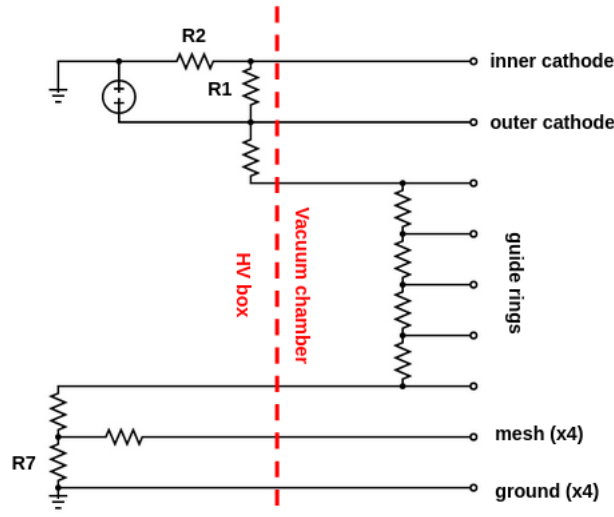 R2
inner cathode
R1
outer cathode
Vacuum chamber
HV box
guide rings
mesh (x4)
R7
ground (x4)